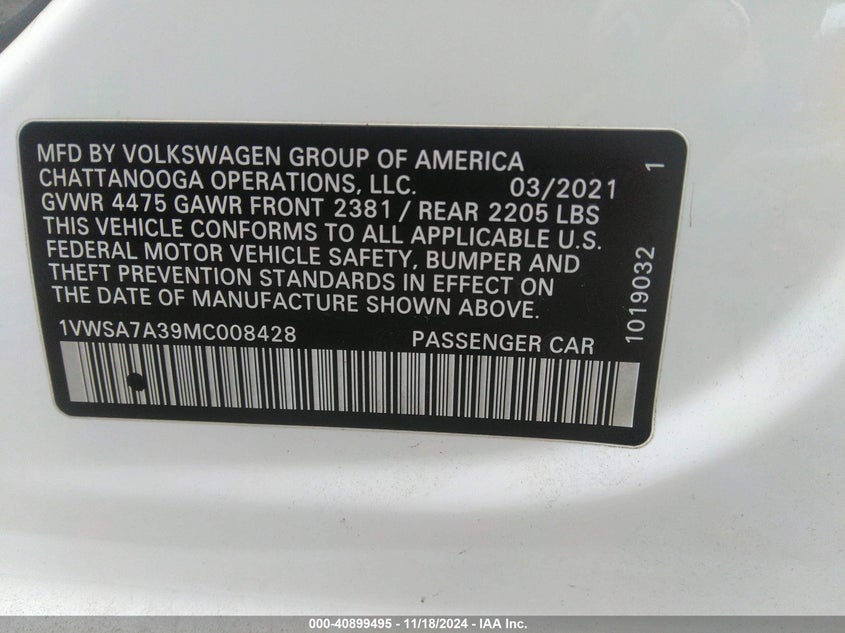 MFD BY VOLKSWAGEN GROUP OF AMERICA
CHATTANOOGA OPERATIONS, LLC. 03/2021
GVWR 4475 GAWR FRONT 2381 / REAR 2205 LBS
THIS VEHICLE CONFORMS TO ALL APPLICABLE U.S.
FEDERAL MOTOR VEHICLE SAFETY, BUMPER AND
THEFT PREVENTION STANDARDS IN EFFECT ON
THE DATE OF MANUFACTURE SHOWN ABOVE.
1VWSA7A39MC008428 PASSENGER CAR
1019032 1
000-40899495 - 11/18/2024 - IAA Inc.